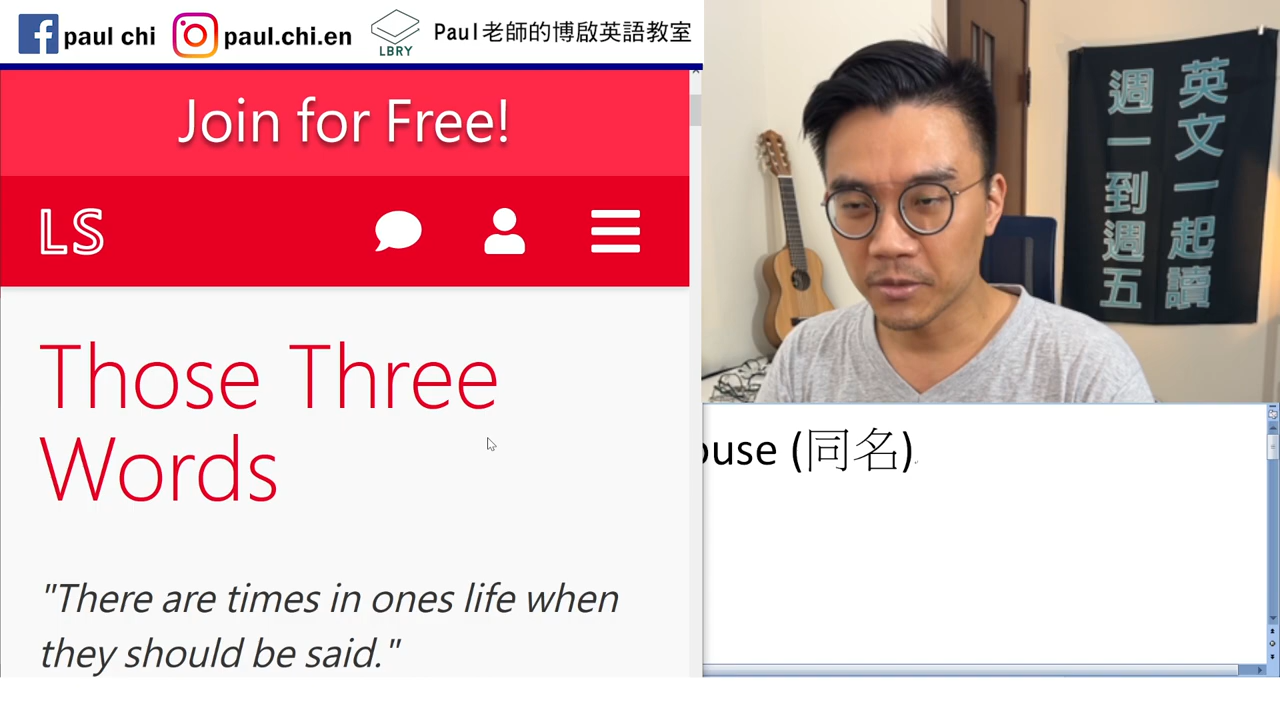 paul chi
paul.chi.en
LBRY
Paul老師的博啟英語教室
Join for Free!
LS
Those Three
Words
"There are times in ones life when
they should be said."
英文一起讀
週一到週五
ouse (同名)